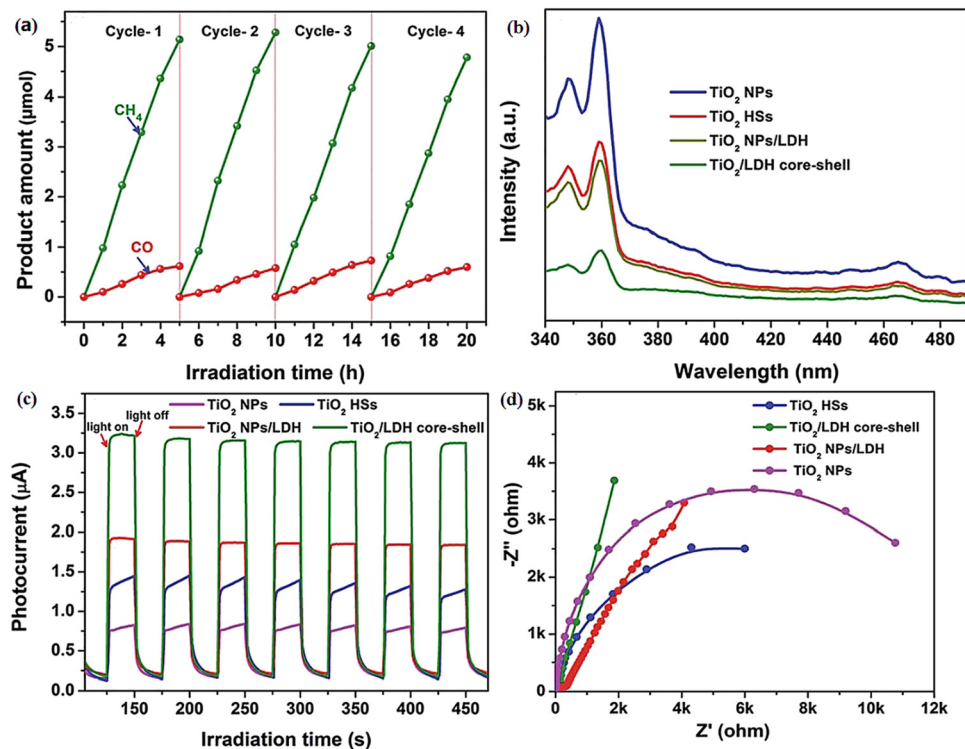 (a)
Cycle- 1
Cycle- 2
Cycle- 3
Cycle- 4
CH4
CO
Product amount (μmol)
5
4
3
2
1
0
0 2 4 6 8 10 12 14 16 18 20
Irradiation time (h)
(b)
TiO2 NPs
TiO2 HSs
TiO2 NPs/LDH
TiO2/LDH core-shell
Intensity (a.u.)
340 360 380 400 420 440 460 480
Wavelength (nm)
(c)
TiO2 NPs
TiO2 HSs
TiO2 NPs/LDH
TiO2/LDH core-shell
light on
light off
Photocurrent (μA)
3.5
3.0
2.5
2.0
1.5
1.0
0.5
0.0
150 200 250 300 350 400 450
Irradiation time (s)
(d)
TiO2 HSs
TiO2/LDH core-shell
TiO2 NPs/LDH
TiO2 NPs
-Z" (ohm)
5k
4k
3k
2k
1k
0
0 2k 4k 6k 8k 10k 12k
Z' (ohm)